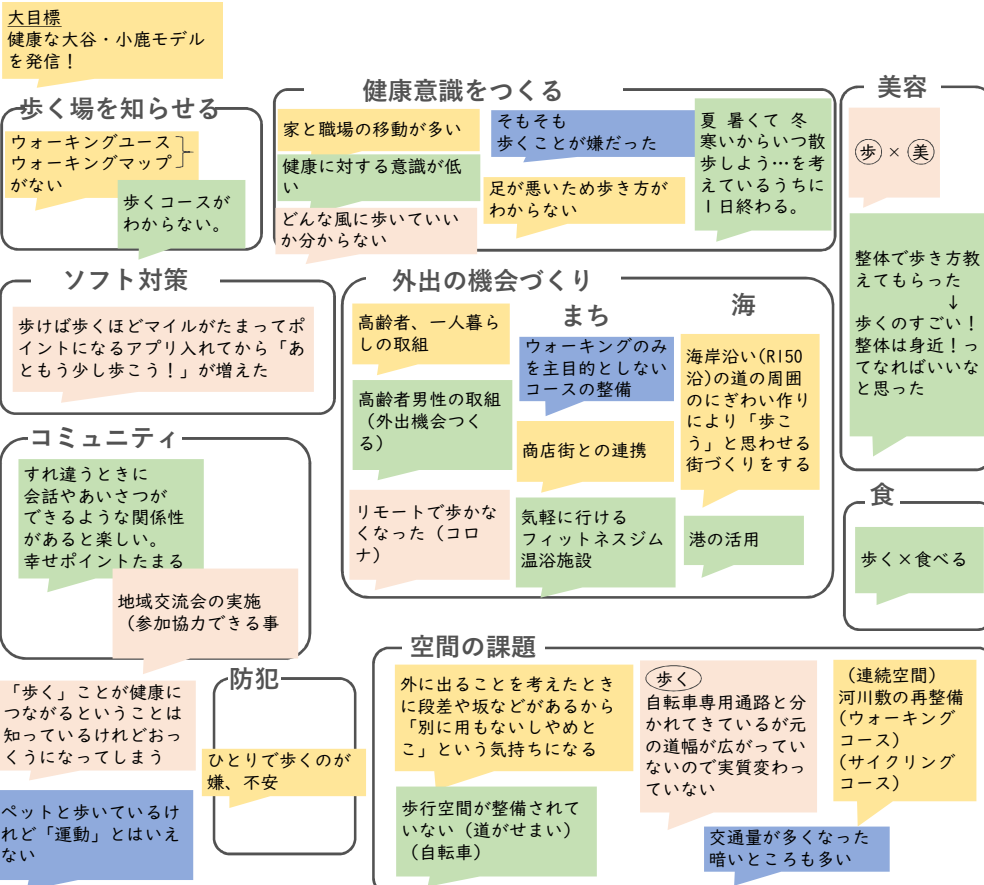 大目標
健康な大谷・小鹿モデル
を発信！
歩く場を知らせる
ウォーキングユース
ウォーキングマップ
がない
歩くコースが
わからない。
健康意識をつくる
家と職場の移動が多い
健康に対する意識が低
い
どんな風に歩いていい
か分からない
そもそも
歩くことが嫌だった
足が悪いため歩き方が
わからない
夏 暑くて 冬
寒いからいつ散
歩しよう…を考
えているうちに
1日終わる。
美容
歩×美
整体で歩き方教
えてもらった
↓
歩くのすごい！
整体は身近！っ
てなればいいな
と思った
ソフト対策
歩けば歩くほどマイルがたまってポ
イントになるアプリ入れてから「あ
ともう少し歩こう！」が増えた
外出の機会づくり
高齢者、一人暮ら
しの取組
高齢者男性の取組
（外出機会つく
る）
リモートで歩かな
くなった（コロ
ナ）
まち
ウォーキングのみ
を主目的としない
コースの整備
商店街との連携
気軽に行ける
フィットネスジム
温浴施設
海
海岸沿い(R150
沿)の道の周囲
のにぎわい作り
により「歩こ
う」と思わせる
街づくりをする
港の活用
コミュニティ
すれ違うときに
会話やあいさつが
できるような関係性
があると楽しい。
幸せポイントたまる
地域交流会の実施
（参加協力できる事
食
歩く×食べる
「歩く」ことが健康に
つながるということは
知っているけれどおっ
くうになってしまう
ペットと歩いているけ
れど「運動」とはいえ
ない
防犯
ひとりで歩くのが
嫌、不安
空間の課題
外に出ることを考えたとき
に段差や坂などがあるから
「別に用もないしやめと
こ」という気持ちになる
歩行空間が整備されて
いない（道がせまい）
（自転車）
歩く
自転車専用通路と分
かれてきているが元
の道幅が広がってい
ないので実質変わっ
ていない
（連続空間）
河川敷の再整備
(ウォーキング
コース)
(サイクリング
コース)
交通量が多くなった
暗いところも多い